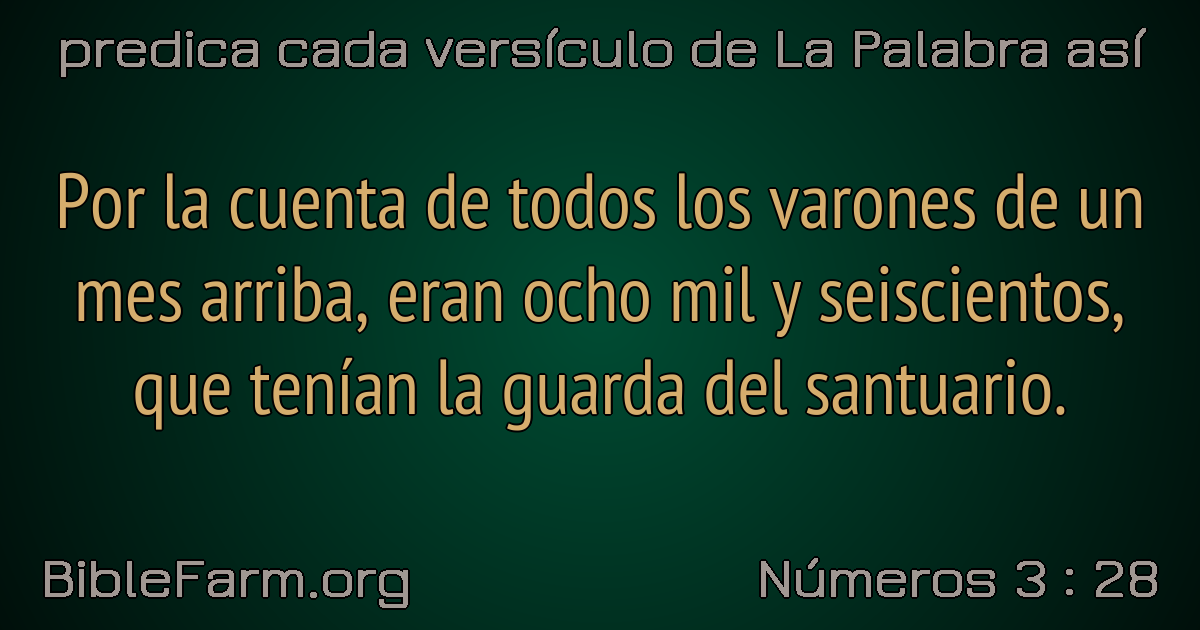 predica cada versículo de La Palabra así
Por la cuenta de todos los varones de un
mes arriba, eran ocho mil y seiscientos,
que tenían la guarda del santuario.
BibleFarm.org
Números 3 : 28